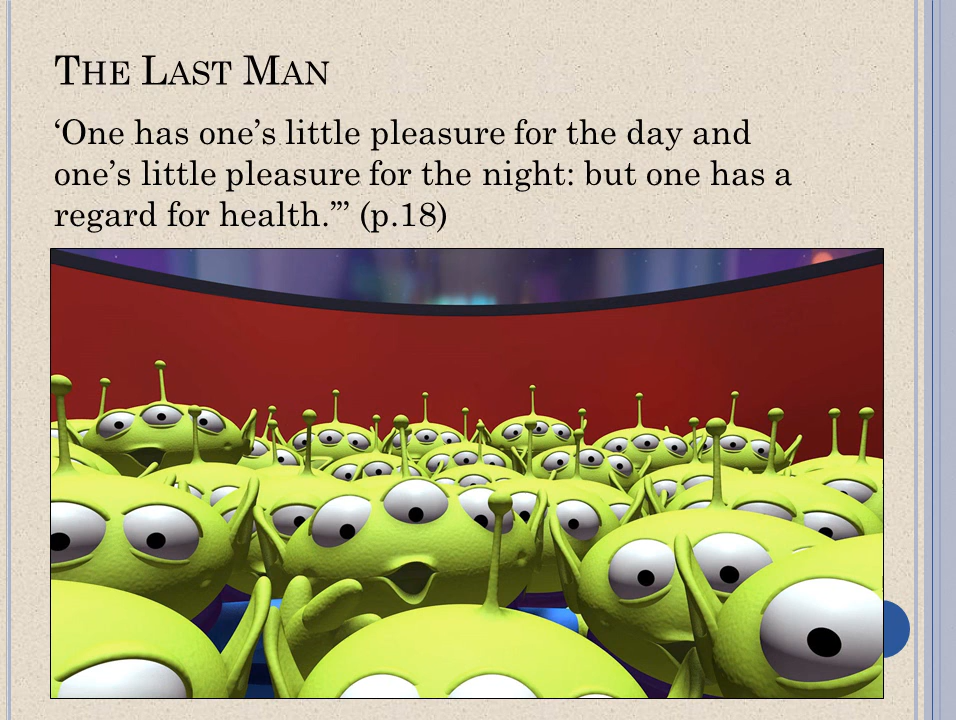 The Last Man
‘One has one’s little pleasure for the day and
one’s little pleasure for the night: but one has a
regard for health.’” (p.18)